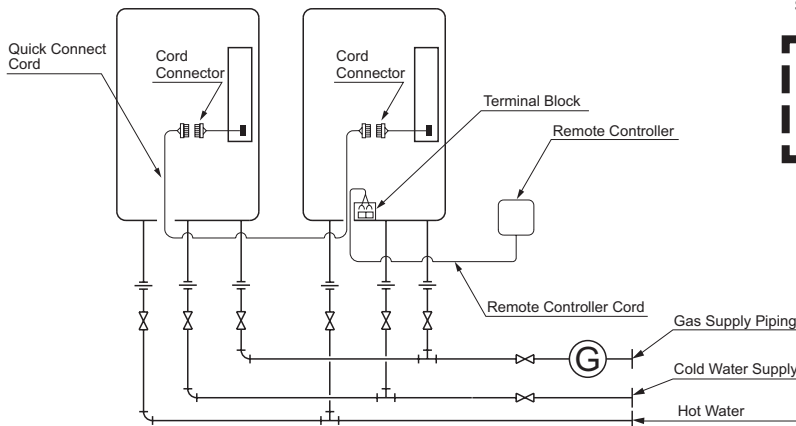 Quick Connect
Cord
Cord
Connector
Cord
Connector
Terminal Block
Remote Controller
Remote Controller Cord
Gas Supply Piping
G
Cold Water Supply
Hot Water